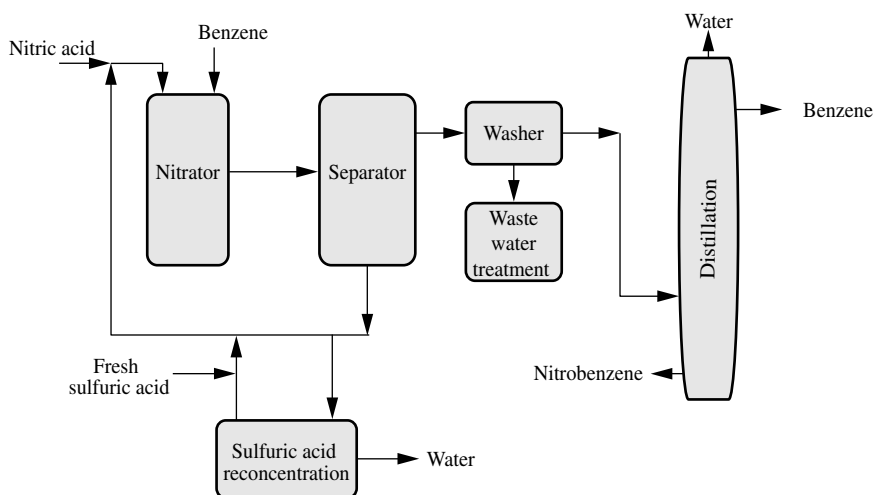 Water
Nitric acid
Benzene
Benzene
Nitrator
Separator
Washer
Waste
water
treatment
Distillation
Fresh
sulfuric acid
Nitrobenzene
Sulfuric acid
reconcentration
Water